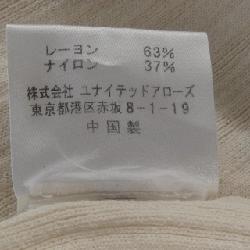 レーヨン 63%
ナイロン 37%
株式会社 ユナイテッドアローズ
東京都港区赤坂8-1-19
中国製